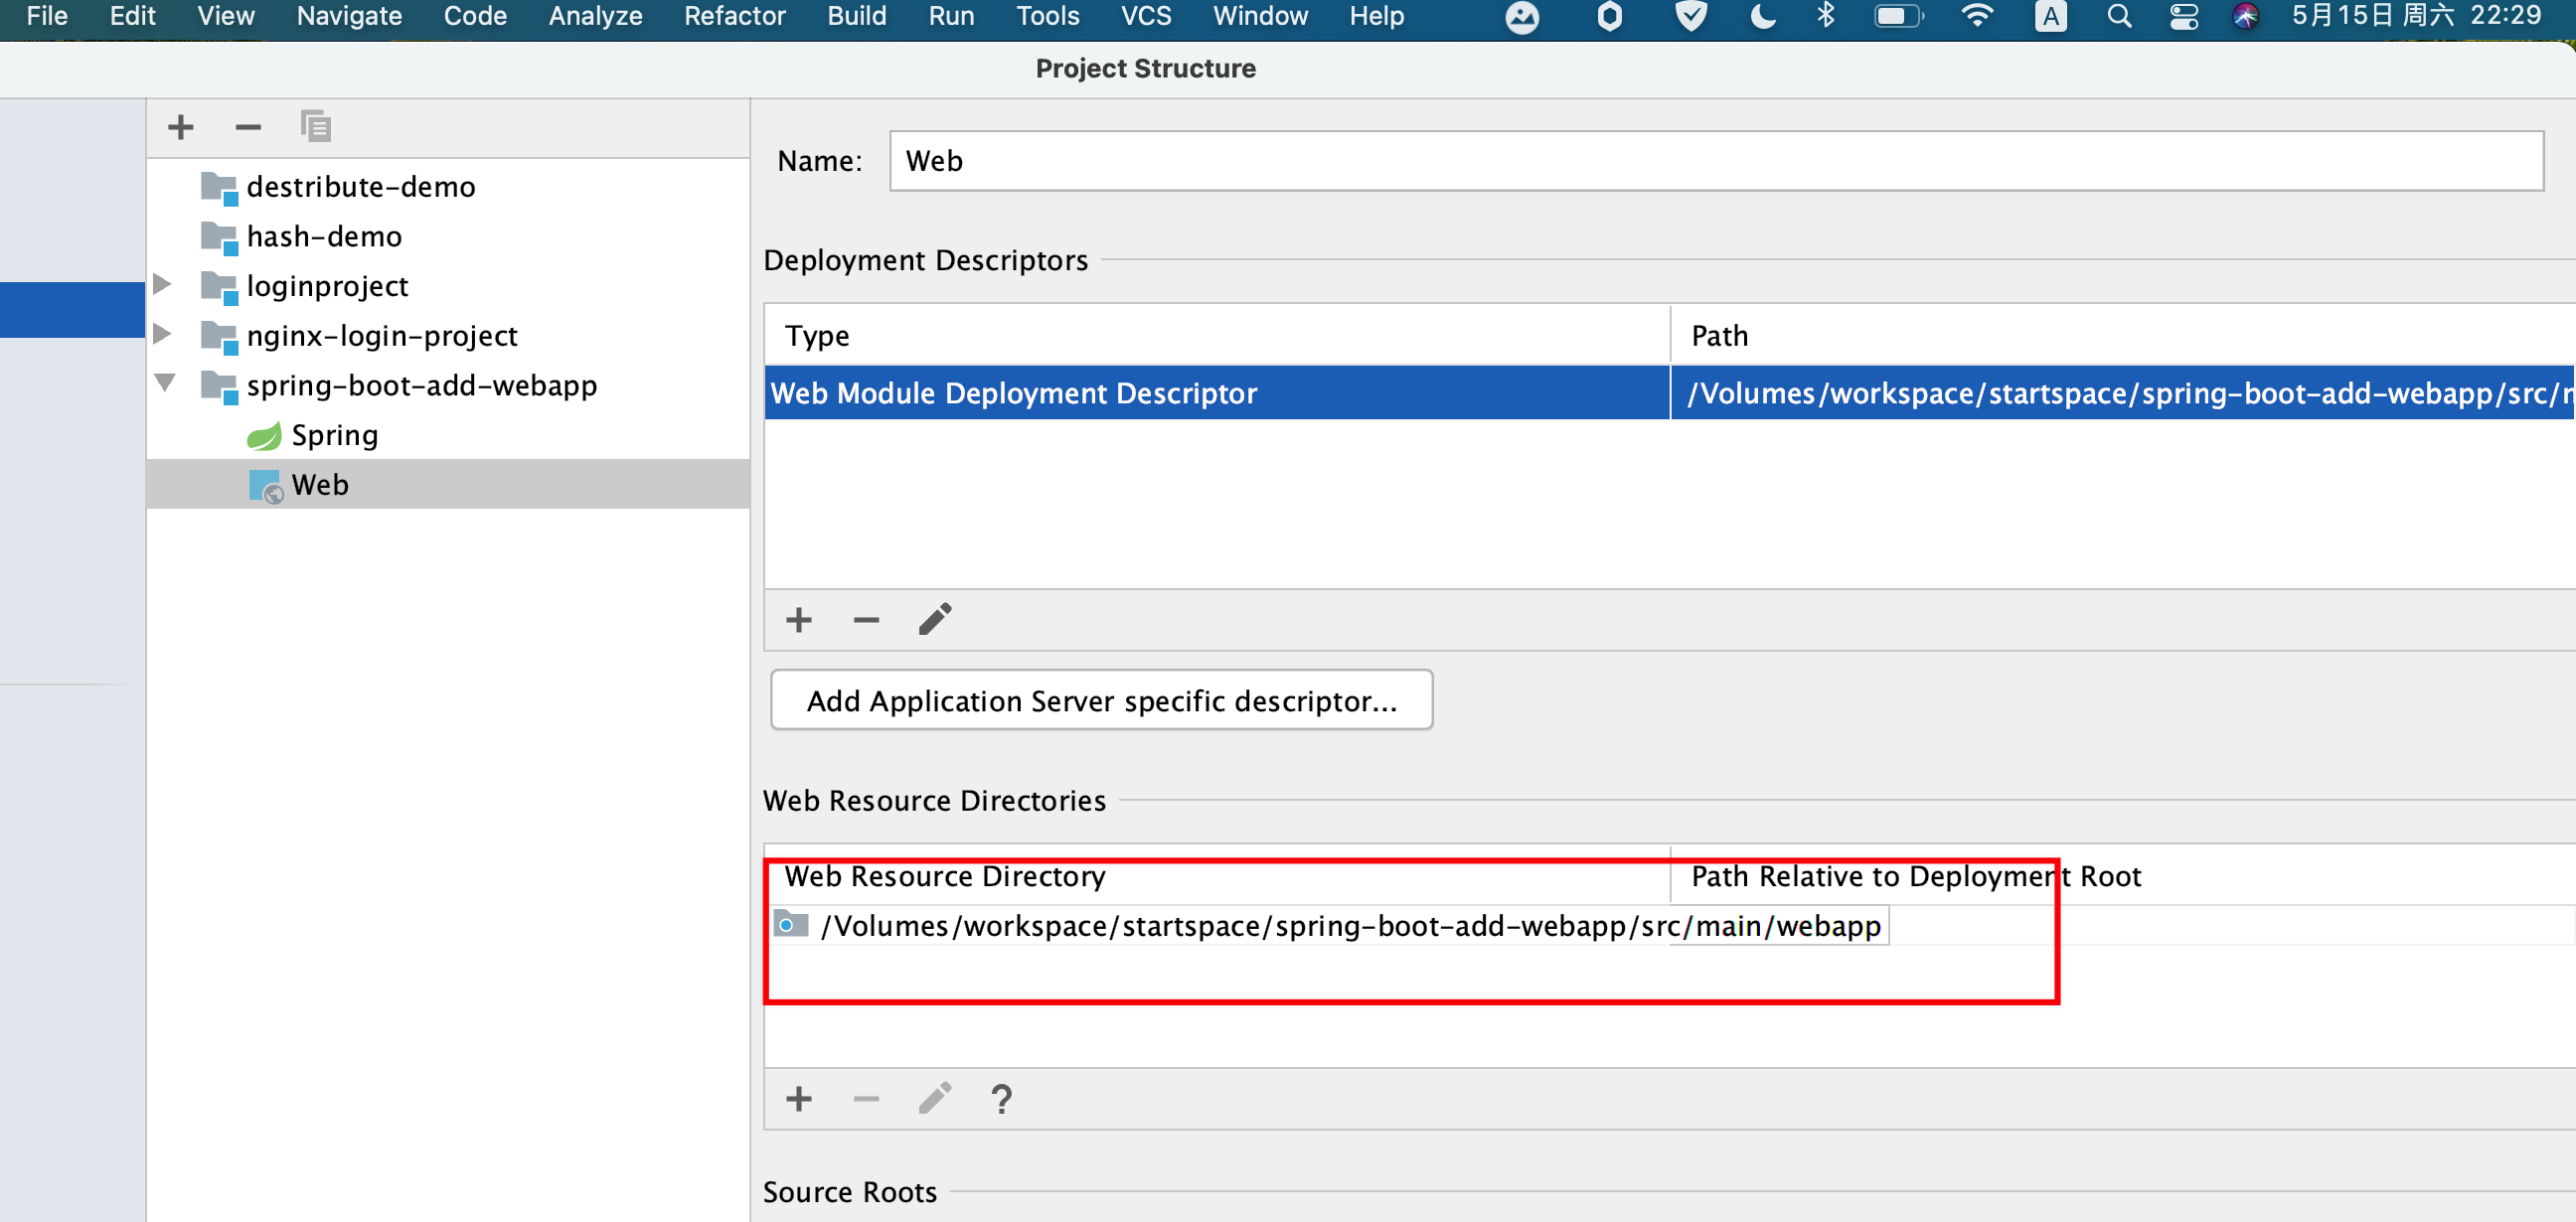 File Edit View Navigate Code Analyze Refactor Build Run Tools VCS Window Help A 5月15日 周六 22:29
Project Structure
destribute-demo
hash-demo
loginproject
nginx-login-project
spring-boot-add-webapp
Spring
Web
Name: Web
Deployment Descriptors
Type Path
Web Module Deployment Descriptor /Volumes/workspace/startspace/spring-boot-add-webapp/src/
Add Application Server specific descriptor...
Web Resource Directories
Web Resource Directory Path Relative to Deployment Root
/Volumes/workspace/startspace/spring-boot-add-webapp/src/main/webapp
?
Source Roots